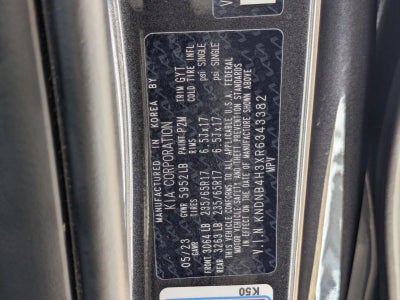 MANUFACTURED IN KOREA BY
KIA CORPORATION
05/23 GVWR 5952LB PAINT:P2M TRIM GYT
GAWR TIRES COLD TIRE INFL
FRONT 3064LB 235/65R17 6.5Jx17 psi SINGLE
REAR 3263LB 235/65R17 6.5Jx17 psi SINGLE
THIS VEHICLE CONFORMS TO ALL APPLICABLE U.S.A. FEDERAL
MOTOR VEHICLE SAFETY AND THEFT PREVENTION STANDARDS
IN EFFECT ON THE DATE OF MANUFACTURE SHOWN ABOVE
V.I.N KNDNB4H3XR6343382
MPV
K50